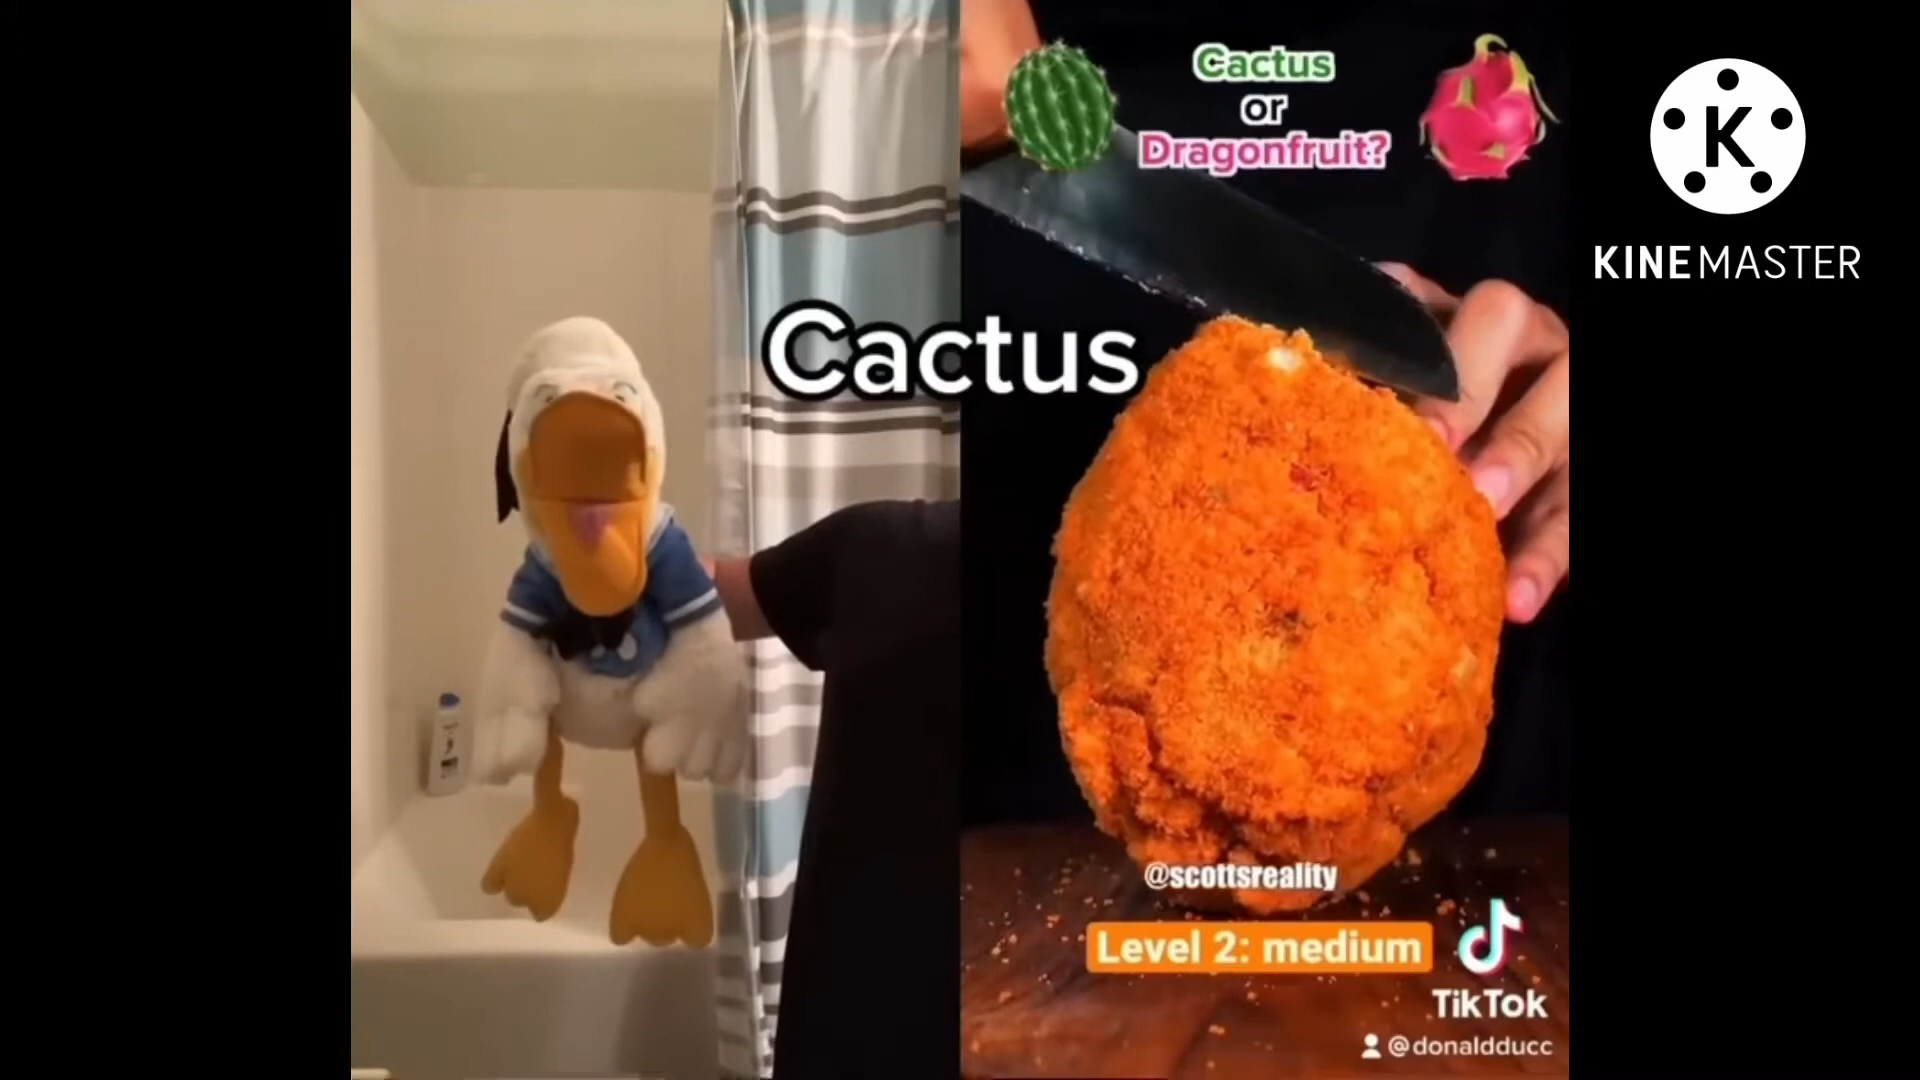 Cactus
or
Dragonfruit?
K
KINEMASTER
Cactus
@scottsreality
Level 2: medium
TikTok
@donaldducc